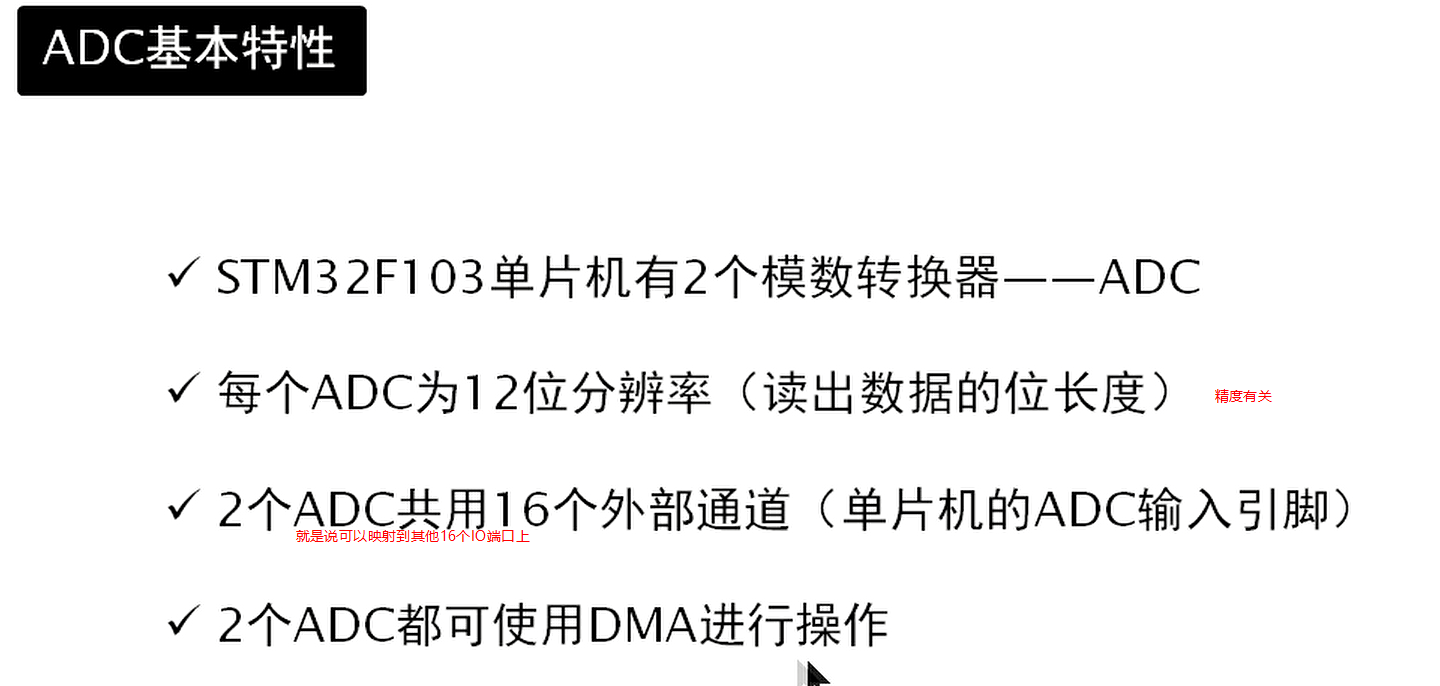 ADC基本特性
✓ STM32F103单片机有2个模数转换器——ADC
✓ 每个ADC为12位分辨率（读出数据的位长度）
精度有关
✓ 2个ADC共用16个外部通道（单片机的ADC输入引脚）
就是说可以映射到其他16个IO端口上
✓ 2个ADC都可使用DMA进行操作